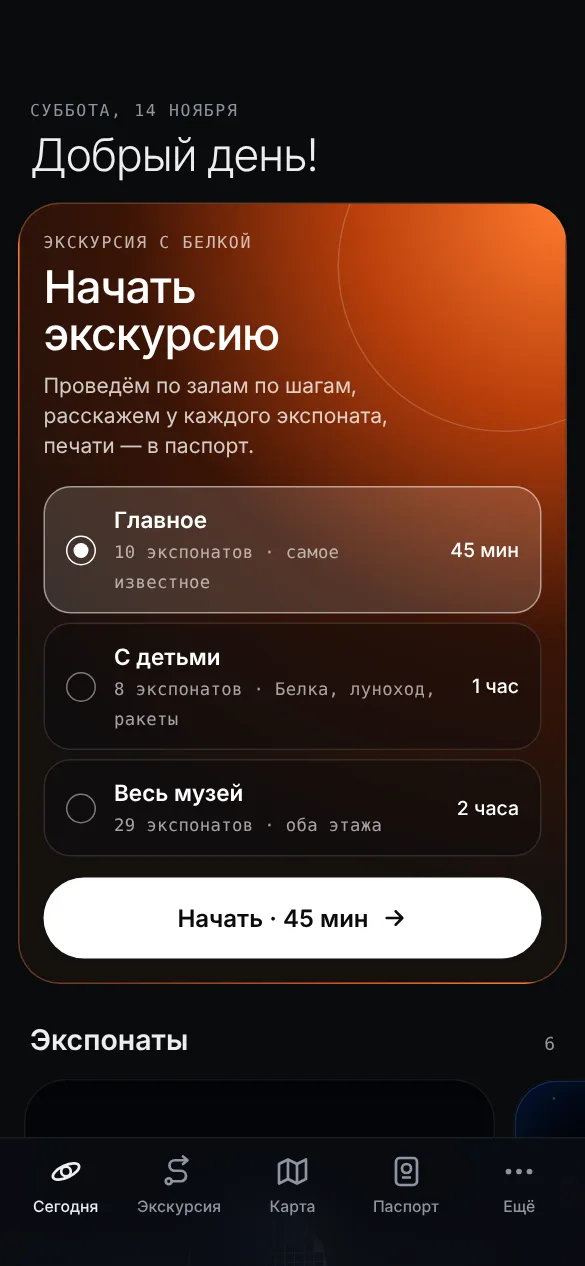 СУББОТА, 14 НОЯБРЯ
Добрый день!
ЭКСКУРСИЯ С БЕЛКОЙ
Начать
экскурсию
Проведём по залам по шагам,
расскажем у каждого экспоната,
печати — в паспорт.
Главное
10 экспонатов · самое
известное
45 мин
С детьми
8 экспонатов · Белка, луноход,
ракеты
1 час
Весь музей
29 экспонатов · оба этажа
2 часа
Начать · 45 мин →
Экспонаты
6
Сегодня
Экскурсия
Карта
Паспорт
Ещё